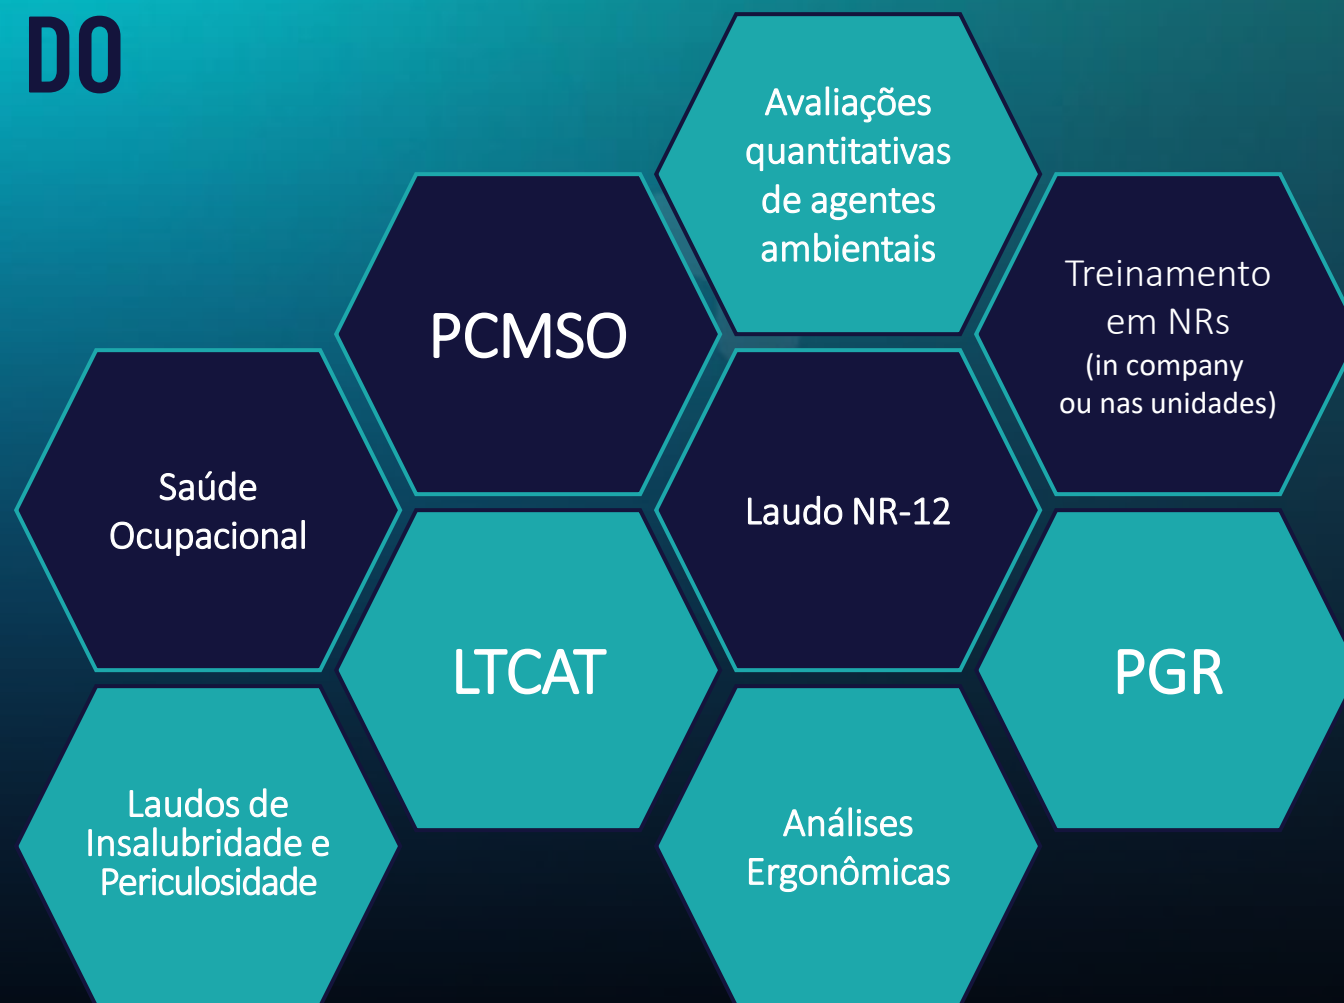 DO
Avaliações
quantitativas
de agentes
ambientais
PCMSO
Treinamento
em NRs
(in company
ou nas unidades)
Saúde
Ocupacional
Laudo NR-12
LTCAT
PGR
Laudos de
Insalubridade e
Periculosidade
Análises
Ergonômicas